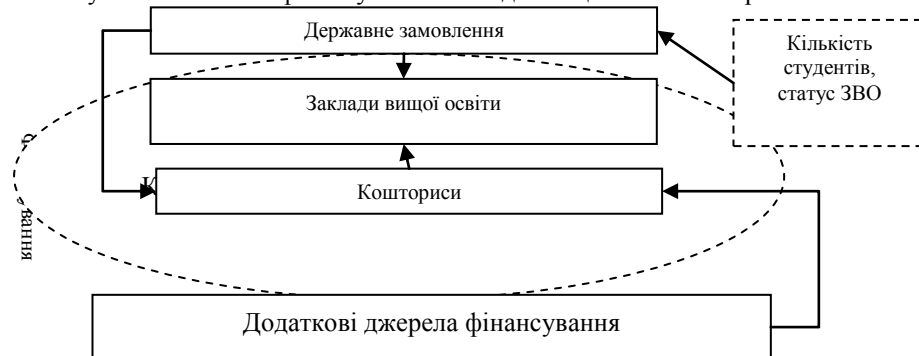 Державне замовлення
Кількість
студентів,
статус ЗВО
Заклади вищої освіти
Кошториси
Додаткові джерела фінансування